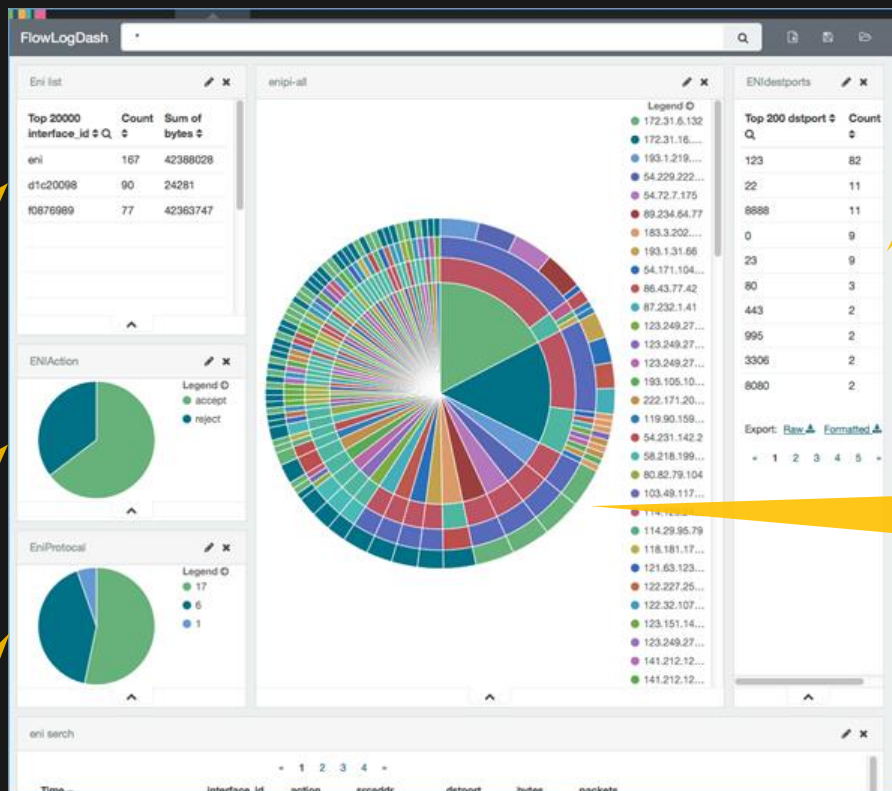 FlowLogDash *
Eni list
Top 20000 interface_id Count Sum of bytes
eni 167 42388028
d1c20098 90 24281
f0876989 77 42363747
ENIAction
Legend
accept
reject
EniProtocal
Legend
17
6
1
enipi-all
Legend
172.31.6.132
172.31.16....
193.1.219....
54.229.222...
54.72.7.175
89.234.64.77
183.3.202....
193.1.31.66
54.171.104...
86.43.77.42
87.232.1.41
123.249.27...
123.249.27...
123.249.27...
193.105.10...
222.171.20...
119.90.159...
54.231.142.2
58.218.199...
80.82.79.104
103.49.117...
114.29.95.79
118.181.17...
121.63.123...
122.227.25...
122.32.107...
123.151.14...
123.249.27...
141.212.12...
141.212.12...
ENIdestports
Top 200 dstport Count
123 82
22 11
8888 11
0 9
23 9
80 3
443 2
995 2
3306 2
8080 2
Export: Raw Formatted
« 1 2 3 4 5 »
eni serch
« 1 2 3 4 »
Time interface_id action srcaddr dstport bytes packets